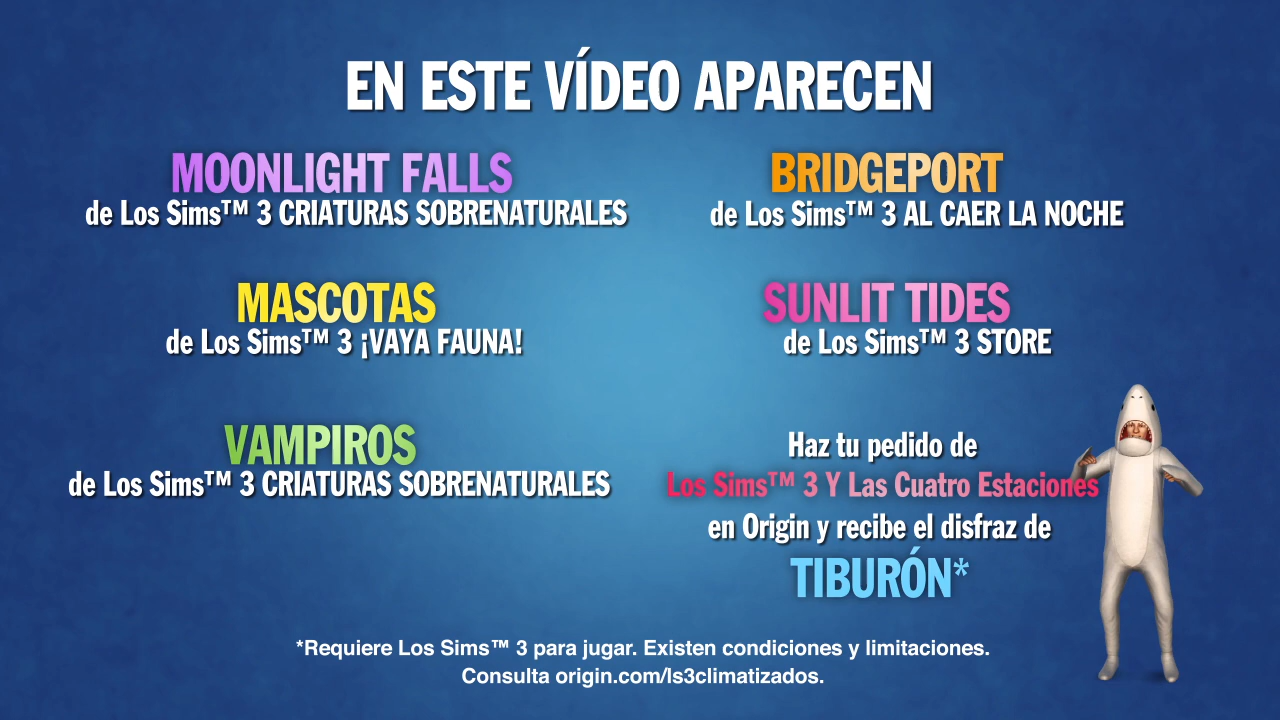 EN ESTE VÍDEO APARECEN
MOONLIGHT FALLS
de Los Sims™ 3 CRIATURAS SOBRENATURALES
BRIDGEPORT
de Los Sims™ 3 AL CAER LA NOCHE
MASCOTAS
de Los Sims™ 3 ¡VAYA FAUNA!
SUNLIT TIDES
de Los Sims™ 3 STORE
VAMPIROS
de Los Sims™ 3 CRIATURAS SOBRENATURALES
Haz tu pedido de
Los Sims™ 3 Y Las Cuatro Estaciones
en Origin y recibe el disfraz de
TIBURÓN*
*Requiere Los Sims™ 3 para jugar. Existen condiciones y limitaciones.
Consulta origin.com/ls3climatizados.